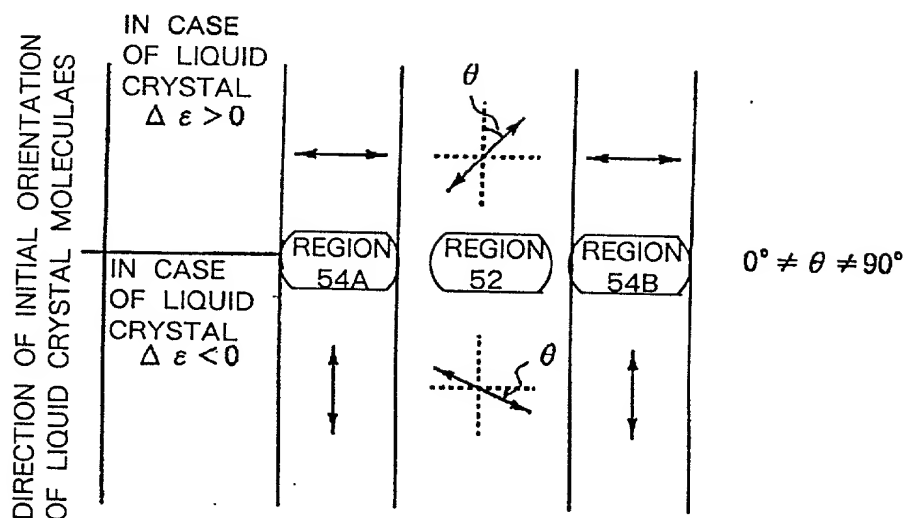 DIRECTION OF INITIAL ORIENTATION
OF LIQUID CRYSTAL MOLECULAES
IN CASE
OF LIQUID
CRYSTAL
Δ ε > 0
θ
REGION
54A
REGION
52
REGION
54B
0° ≠ θ ≠ 90°
IN CASE
OF LIQUID
CRYSTAL
Δ ε < 0
θ